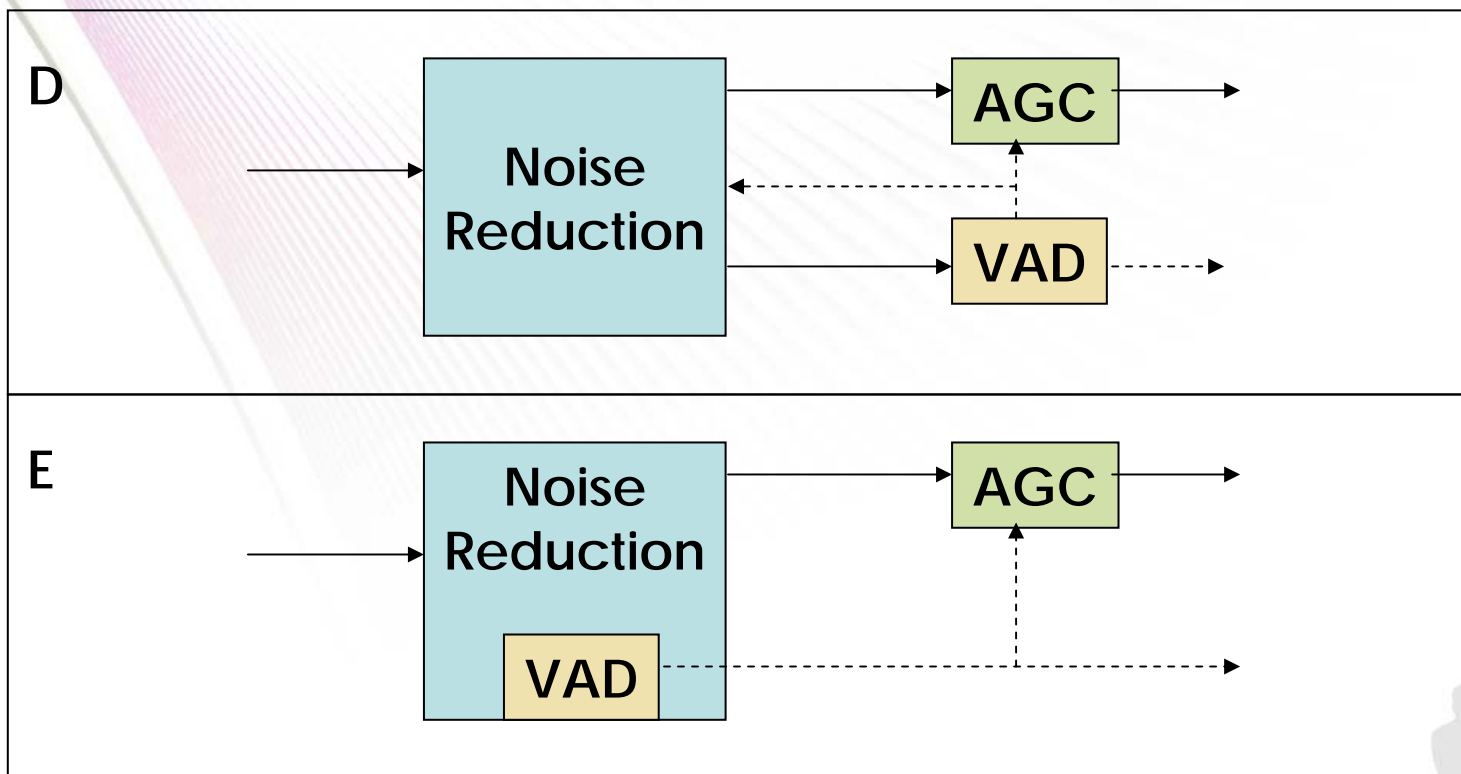 D
Noise
Reduction
AGC
VAD
E
Noise
Reduction
VAD
AGC